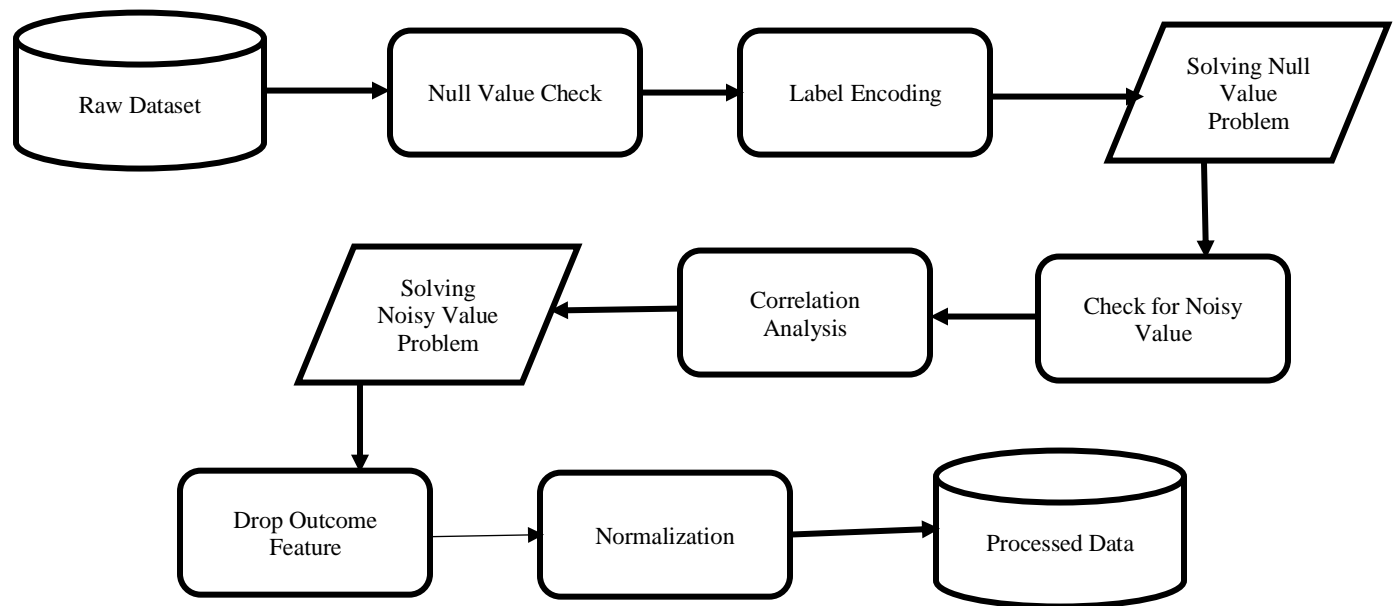 Raw Dataset
Null Value Check
Label Encoding
Solving Null
Value
Problem
Solving
Noisy Value
Problem
Correlation
Analysis
Check for Noisy
Value
Drop Outcome
Feature
Normalization
Processed Data